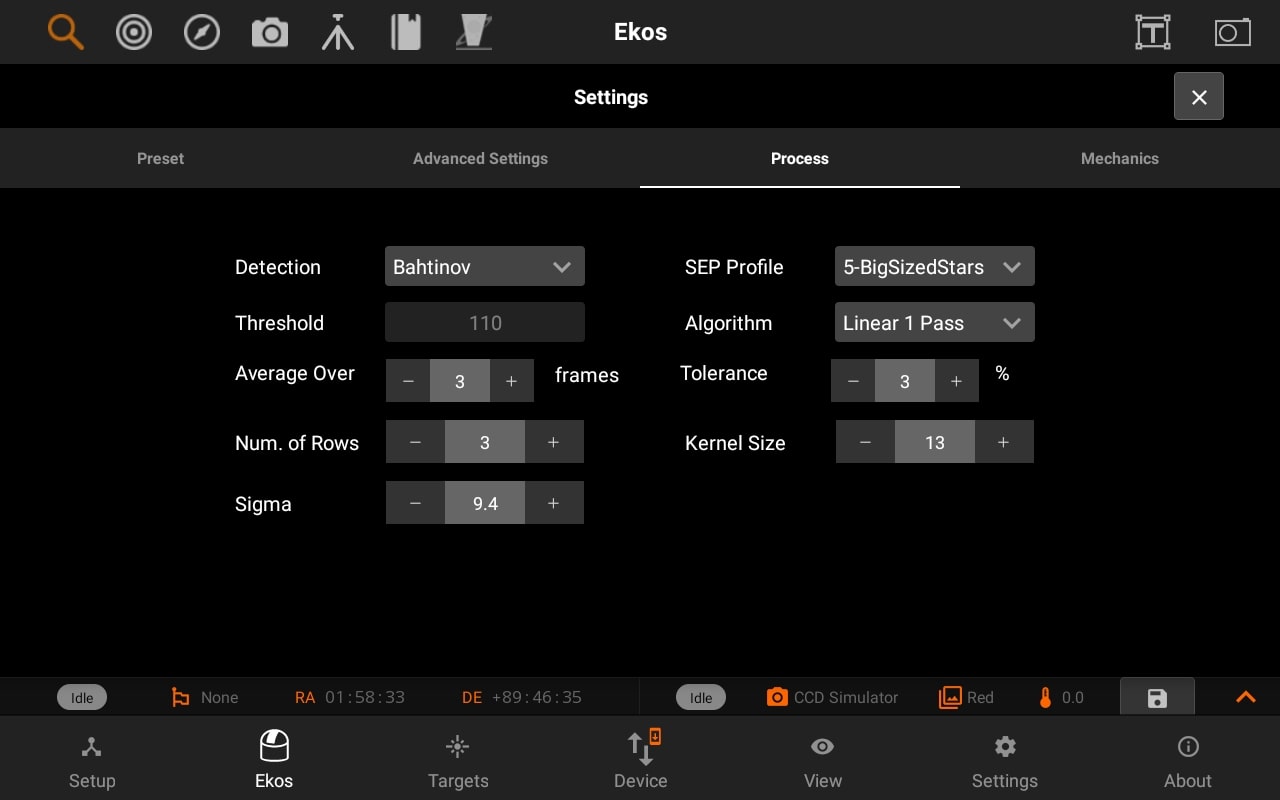 Ekos
Settings
Preset
Advanced Settings
Process
Mechanics
Detection
Bahtinov
SEP Profile
5-BigSizedStars
Threshold
110
Algorithm
Linear 1 Pass
Average Over
− 3 +
frames
Tolerance
− 3 +
%
Num. of Rows
− 3 +
Kernel Size
− 13 +
Sigma
− 9.4 +
Idle
None
RA 01:58:33
DE +89:46:35
Idle
CCD Simulator
Red
0.0
Setup
Ekos
Targets
Device
View
Settings
About